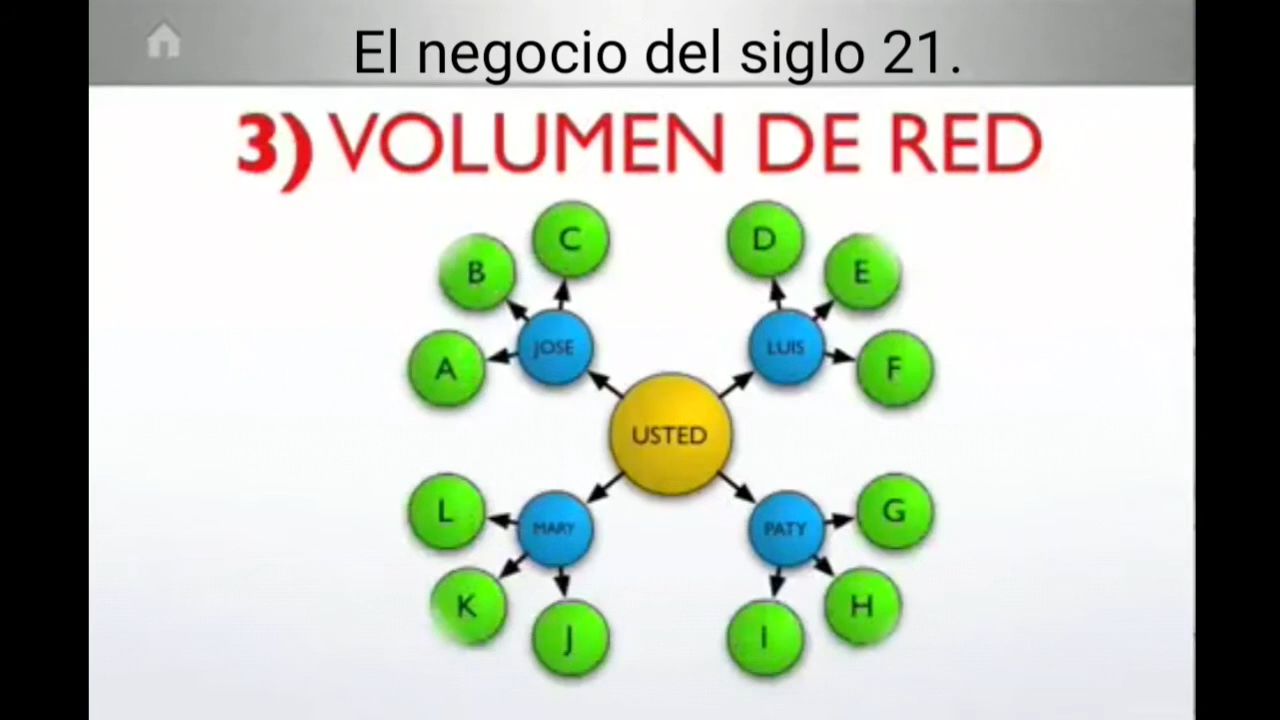 El negocio del siglo 21.
3) VOLUMEN DE RED
C
D
B
E
JOSE
LUIS
A
F
USTED
L
G
MARY
PATY
K
H
J
I